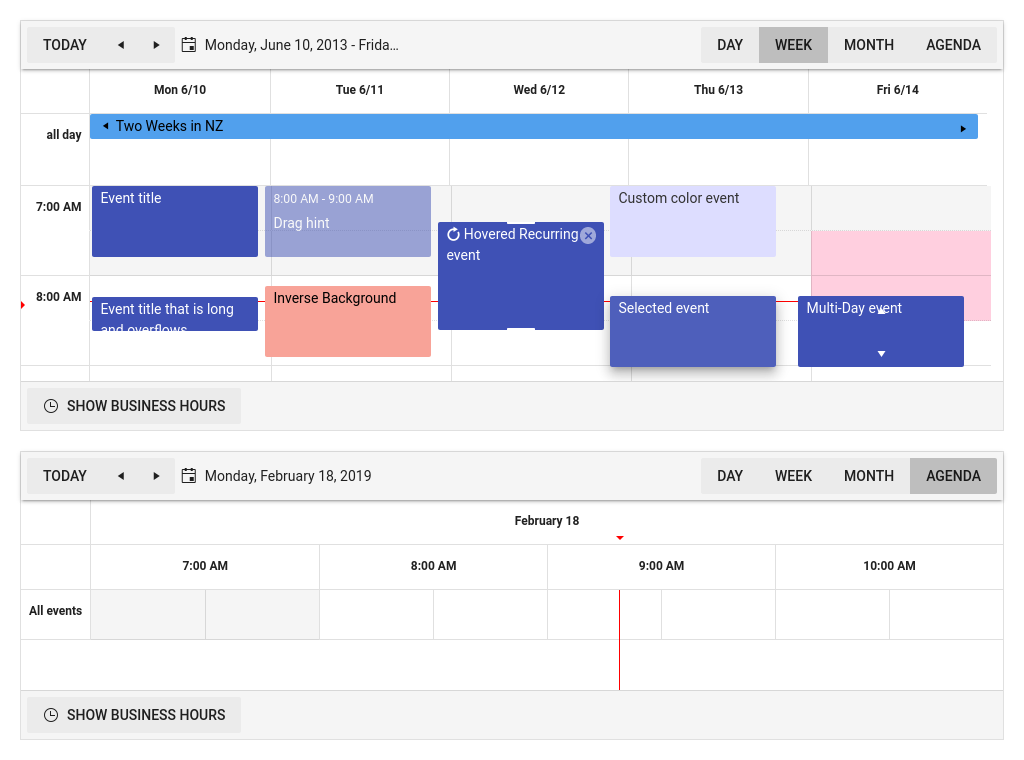 TODAY
Monday, June 10, 2013 - Frida…
DAY WEEK MONTH AGENDA
Mon 6/10 Tue 6/11 Wed 6/12 Thu 6/13 Fri 6/14
all day
Two Weeks in NZ
7:00 AM
Event title
8:00 AM - 9:00 AM
Drag hint
Hovered Recurring
event
Custom color event
8:00 AM
Event title that is long
and overflows
Inverse Background
Selected event
Multi-Day event
SHOW BUSINESS HOURS
TODAY
Monday, February 18, 2019
DAY WEEK MONTH AGENDA
February 18
7:00 AM 8:00 AM 9:00 AM 10:00 AM
All events
SHOW BUSINESS HOURS